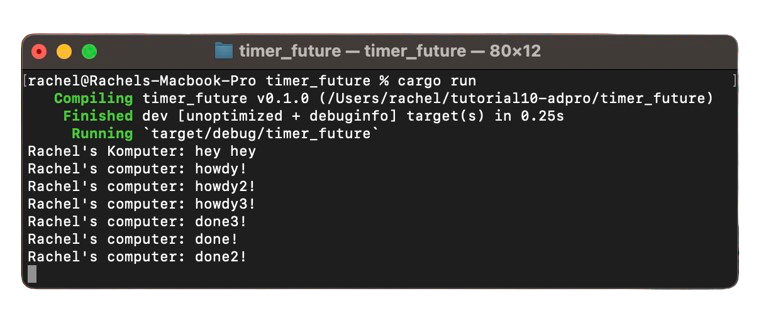 timer_future — timer_future — 80×12
[rachel@Rachels-Macbook-Pro timer_future % cargo run ]
Compiling timer_future v0.1.0 (/Users/rachel/tutorial10-adpro/timer_future)
Finished dev [unoptimized + debuginfo] target(s) in 0.25s
Running `target/debug/timer_future`
Rachel's Komputer: hey hey
Rachel's computer: howdy!
Rachel's computer: howdy2!
Rachel's computer: howdy3!
Rachel's computer: done3!
Rachel's computer: done!
Rachel's computer: done2!